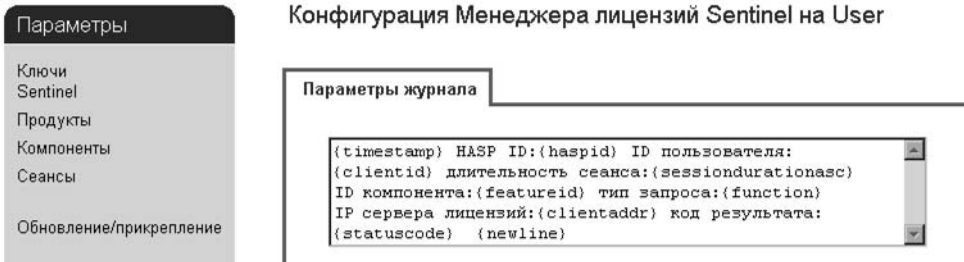 Параметры
Ключи
Sentinel
Продукты
Компоненты
Сеансы
Обновление/прикрепление
Конфигурация Менеджера лицензий Sentinel на User
Параметры журнала
{timestamp} HASP ID:{haspid} ID пользователя:
{clientid} длительность сеанса:{sessiondurationasc}
ID компонента:{featureid} тип запроса:{function}
IP сервера лицензий:{clientaddr} код результата:
{statuscode} {newline}